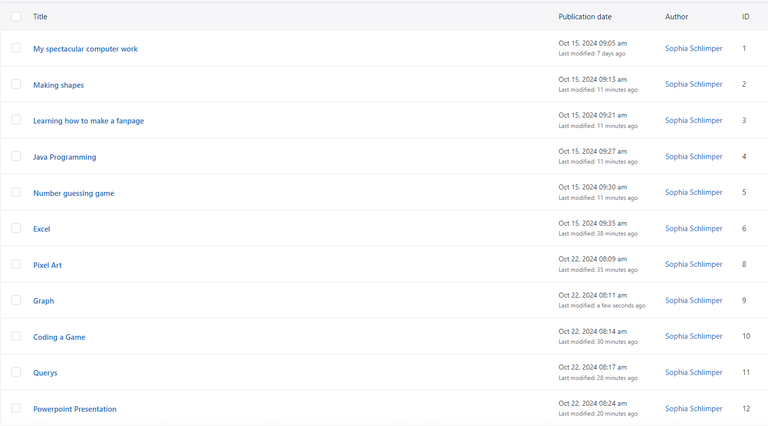 Title Publication date Author ID
My spectacular computer work Oct 15, 2024 09:05 am Sophia Schlimper 1
Last modified: 7 days ago
Making shapes Oct 15, 2024 09:13 am Sophia Schlimper 2
Last modified: 11 minutes ago
Learning how to make a fanpage Oct 15, 2024 09:21 am Sophia Schlimper 3
Last modified: 11 minutes ago
Java Programming Oct 15, 2024 09:27 am Sophia Schlimper 4
Last modified: 11 minutes ago
Number guessing game Oct 15, 2024 09:30 am Sophia Schlimper 5
Last modified: 11 minutes ago
Excel Oct 15, 2024 09:35 am Sophia Schlimper 6
Last modified: 38 minutes ago
Pixel Art Oct 22, 2024 08:09 am Sophia Schlimper 8
Last modified: 35 minutes ago
Graph Oct 22, 2024 08:11 am Sophia Schlimper 9
Last modified: a few seconds ago
Coding a Game Oct 22, 2024 08:14 am Sophia Schlimper 10
Last modified: 30 minutes ago
Querys Oct 22, 2024 08:17 am Sophia Schlimper 11
Last modified: 28 minutes ago
Powerpoint Presentation Oct 22, 2024 08:24 am Sophia Schlimper 12
Last modified: 20 minutes ago